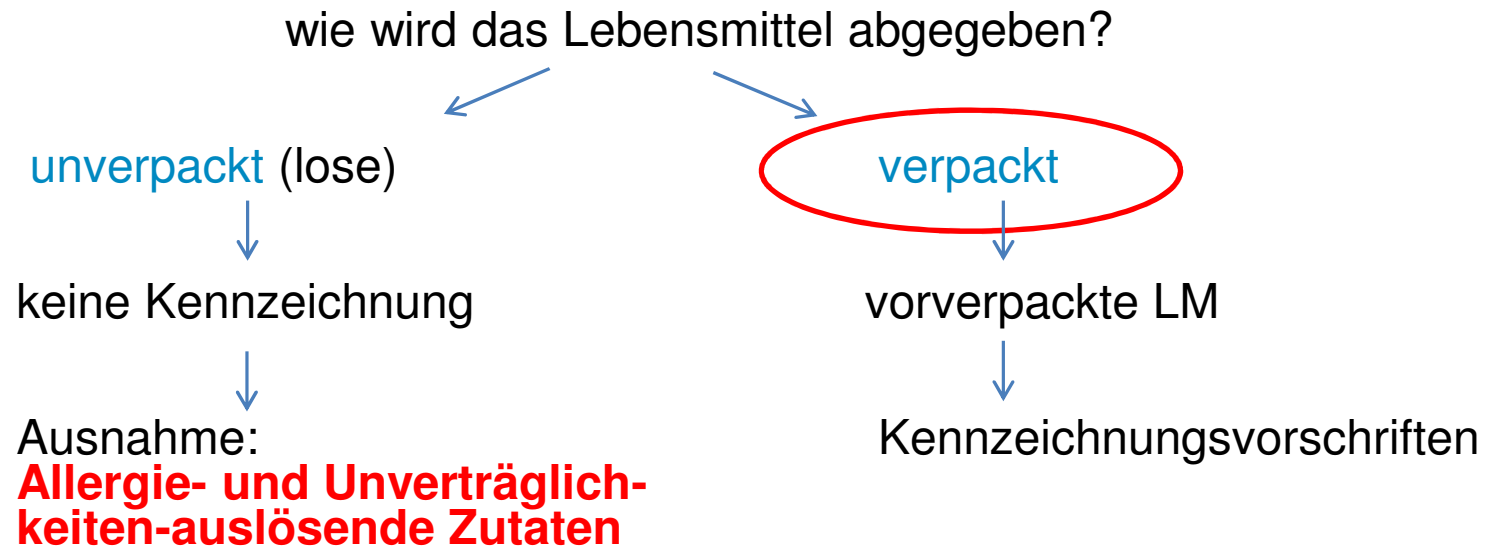 wie wird das Lebensmittel abgegeben?
unverpackt (lose)
verpackt
keine Kennzeichnung
vorverpackte LM
Ausnahme:
Kennzeichnungsvorschriften
Allergie- und Unverträglich-
keiten-auslösende Zutaten